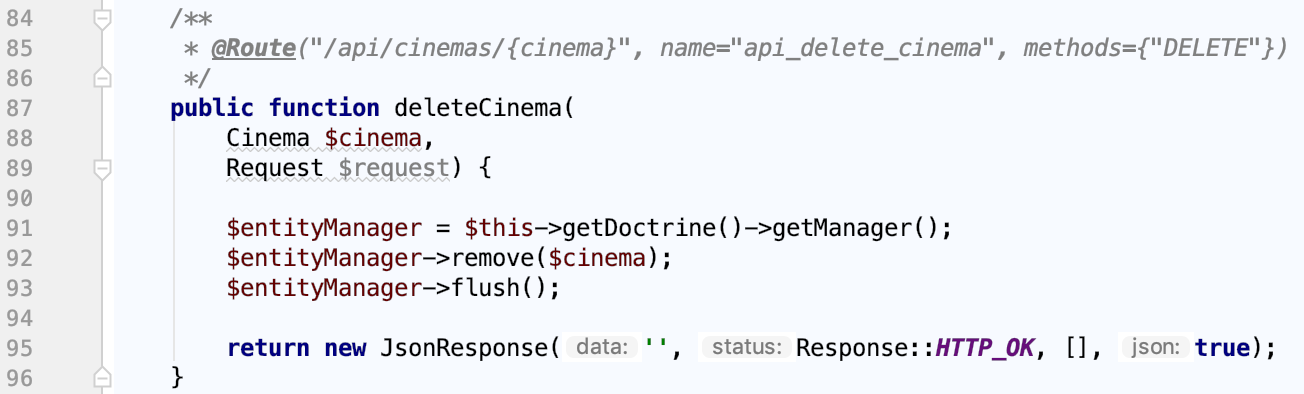 84 /**
85 * @Route("/api/cinemas/{cinema}", name="api_delete_cinema", methods={"DELETE"})
86 */
87 public function deleteCinema(
88 Cinema $cinema,
89 Request $request) {
90
91 $entityManager = $this->getDoctrine()->getManager();
92 $entityManager->remove($cinema);
93 $entityManager->flush();
94
95 return new JsonResponse( data: '', status: Response::HTTP_OK, [], json: true);
96 }